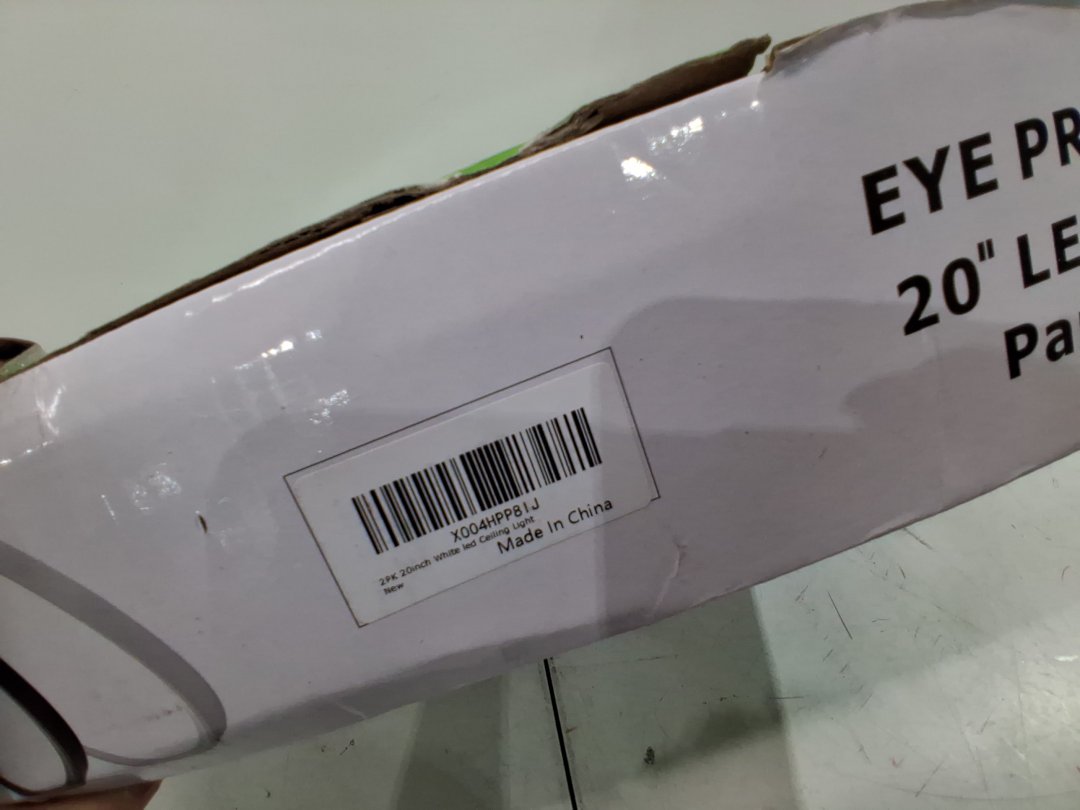 EYE PR
20" LE
Pa
X004HPP81J
2PK 20inch White led Ceiling Light
New
Made In China